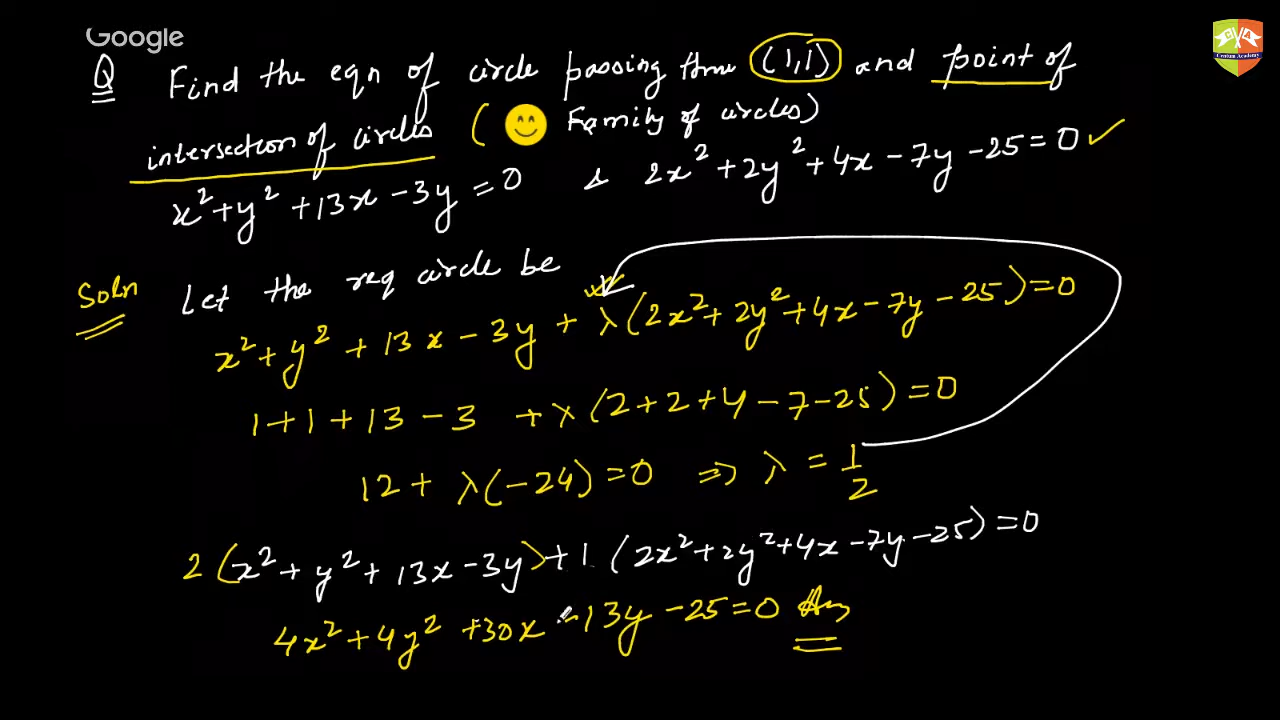 Google
Q Find the eqn of circle passing thro (1,1) and point of
intersection of circles ( 😊 Family of circles)
x² + y² + 13x - 3y = 0 & 2x² + 2y² + 4x - 7y - 25 = 0 ✓
Soln Let the req circle be
x² + y² + 13x - 3y + λ(2x² + 2y² + 4x - 7y - 25) = 0
1 + 1 + 13 - 3 + λ(2 + 2 + 4 - 7 - 25) = 0
12 + λ(-24) = 0 ⇒ λ = 1/2
2(x² + y² + 13x - 3y) + 1(2x² + 2y² + 4x - 7y - 25) = 0
4x² + 4y² + 30x - 13y - 25 = 0 Ans